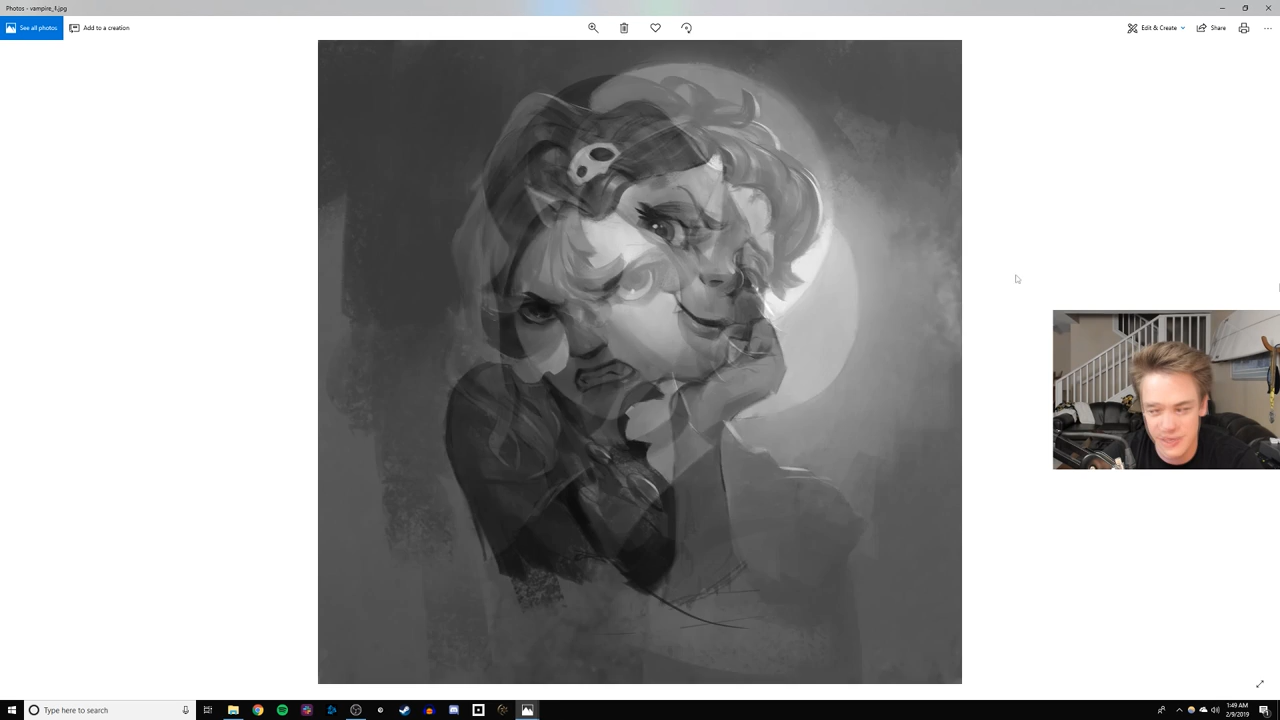 Photos - vampire_4.jpg
See all photos
Add to a creation
Edit & Create
Share
Type here to search
1:49 AM
2/9/2019